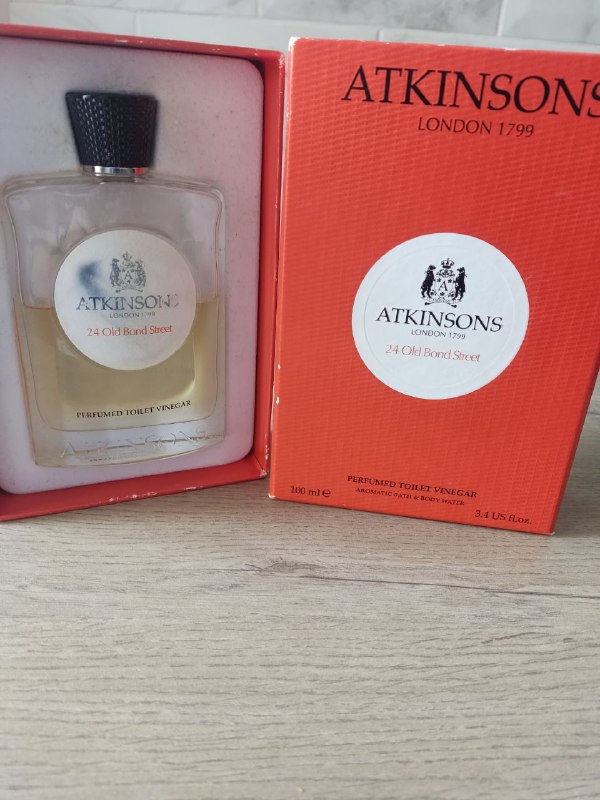 ATKINSONS
LONDON 1799
24 Old Bond Street
PERFUMED TOILET VINEGAR
ATKINSONS
ATKINSONS
LONDON 1799
A
ATKINSONS
LONDON 1799
24 Old Bond Street
PERFUMED TOILET VINEGAR
AROMATIC BATH & BODY WATER
100 ml e
3.4 US fl.oz.